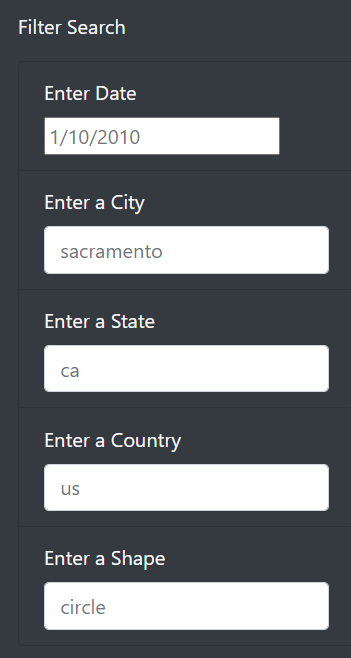 Filter Search
Enter Date
1/10/2010
Enter a City
sacramento
Enter a State
ca
Enter a Country
us
Enter a Shape
circle